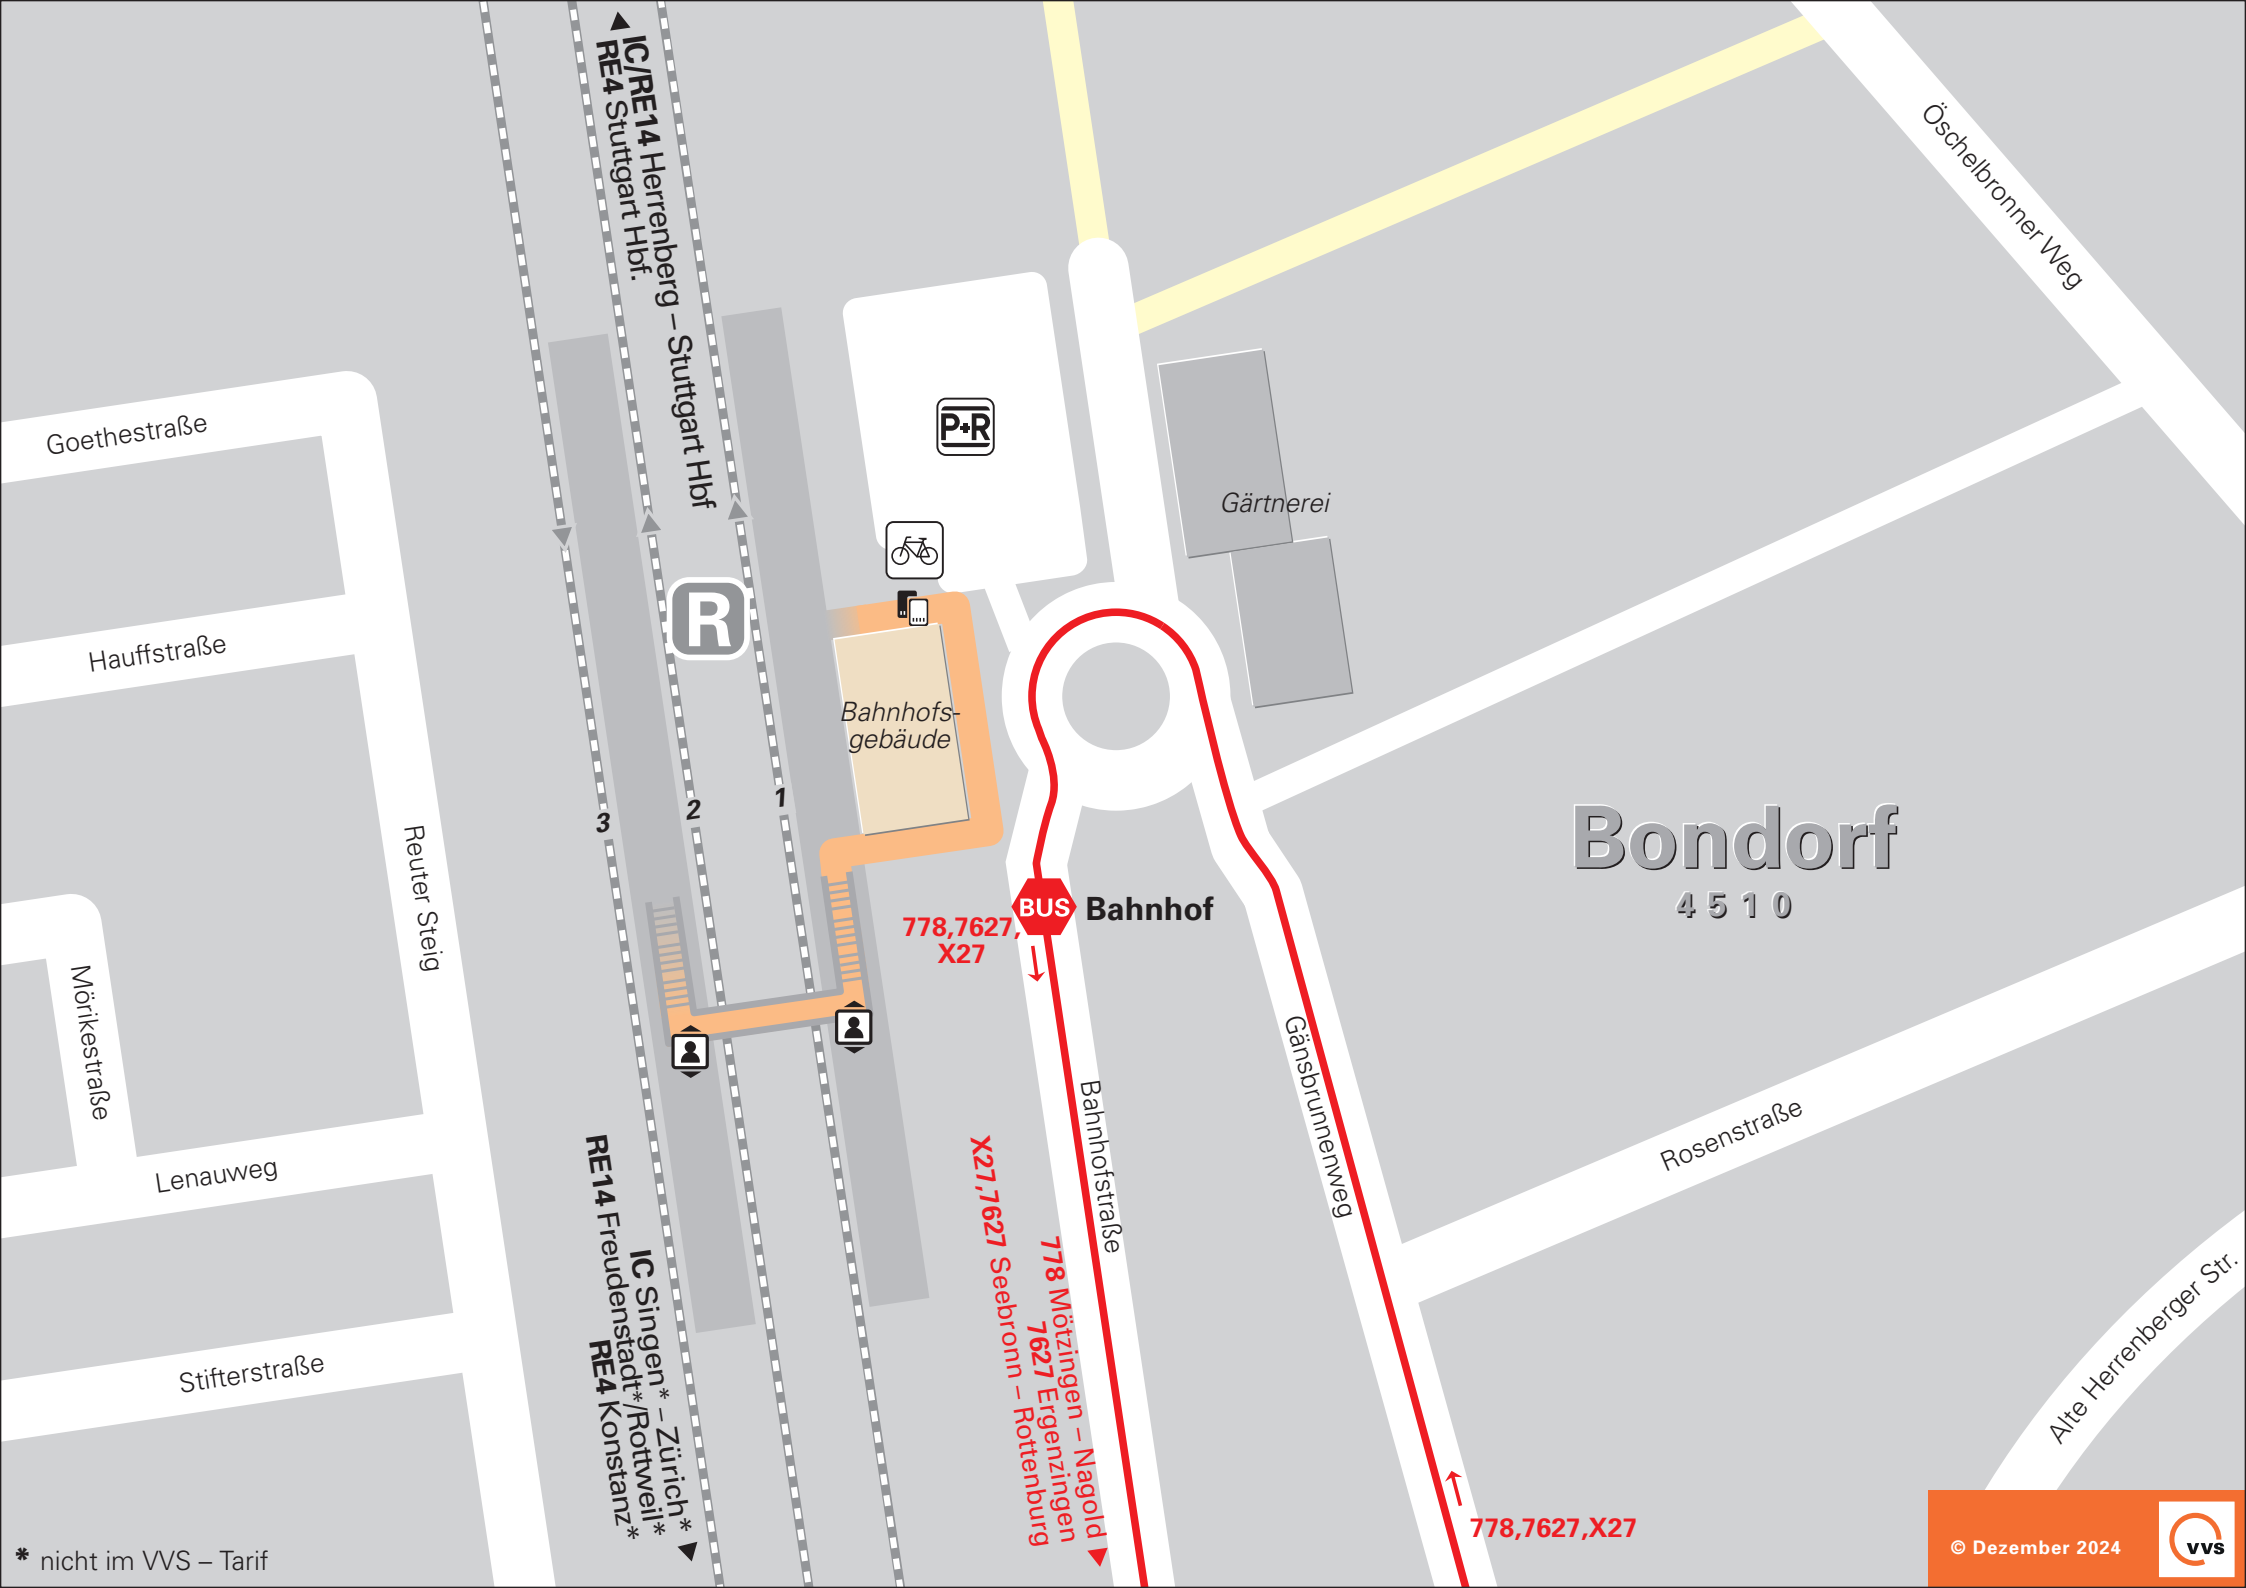 IC/RE14 Herrenberg – Stuttgart Hbf
RE4 Stuttgart Hbf.
Öschelbronner Weg
Goethestraße
P+R
Gärtnerei
R
Hauffstraße
Bahnhofs-
gebäude
3
2
1
Reuter Steig
Bondorf
4510
BUS Bahnhof
778,7627,
X27
Mörikestraße
Lenauweg
Bahnhofstraße
Gänsbrunnenweg
Rosenstraße
Alte Herrenberger Str.
Stifterstraße
IC Singen* – Zürich*
RE14 Freudenstadt*/Rottweil*
RE4 Konstanz*
778 Mötzingen – Nagold
7627 Ergenzingen
X27,7627 Seebronn – Rottenburg
778,7627,X27
* nicht im VVS – Tarif
© Dezember 2024
vvs